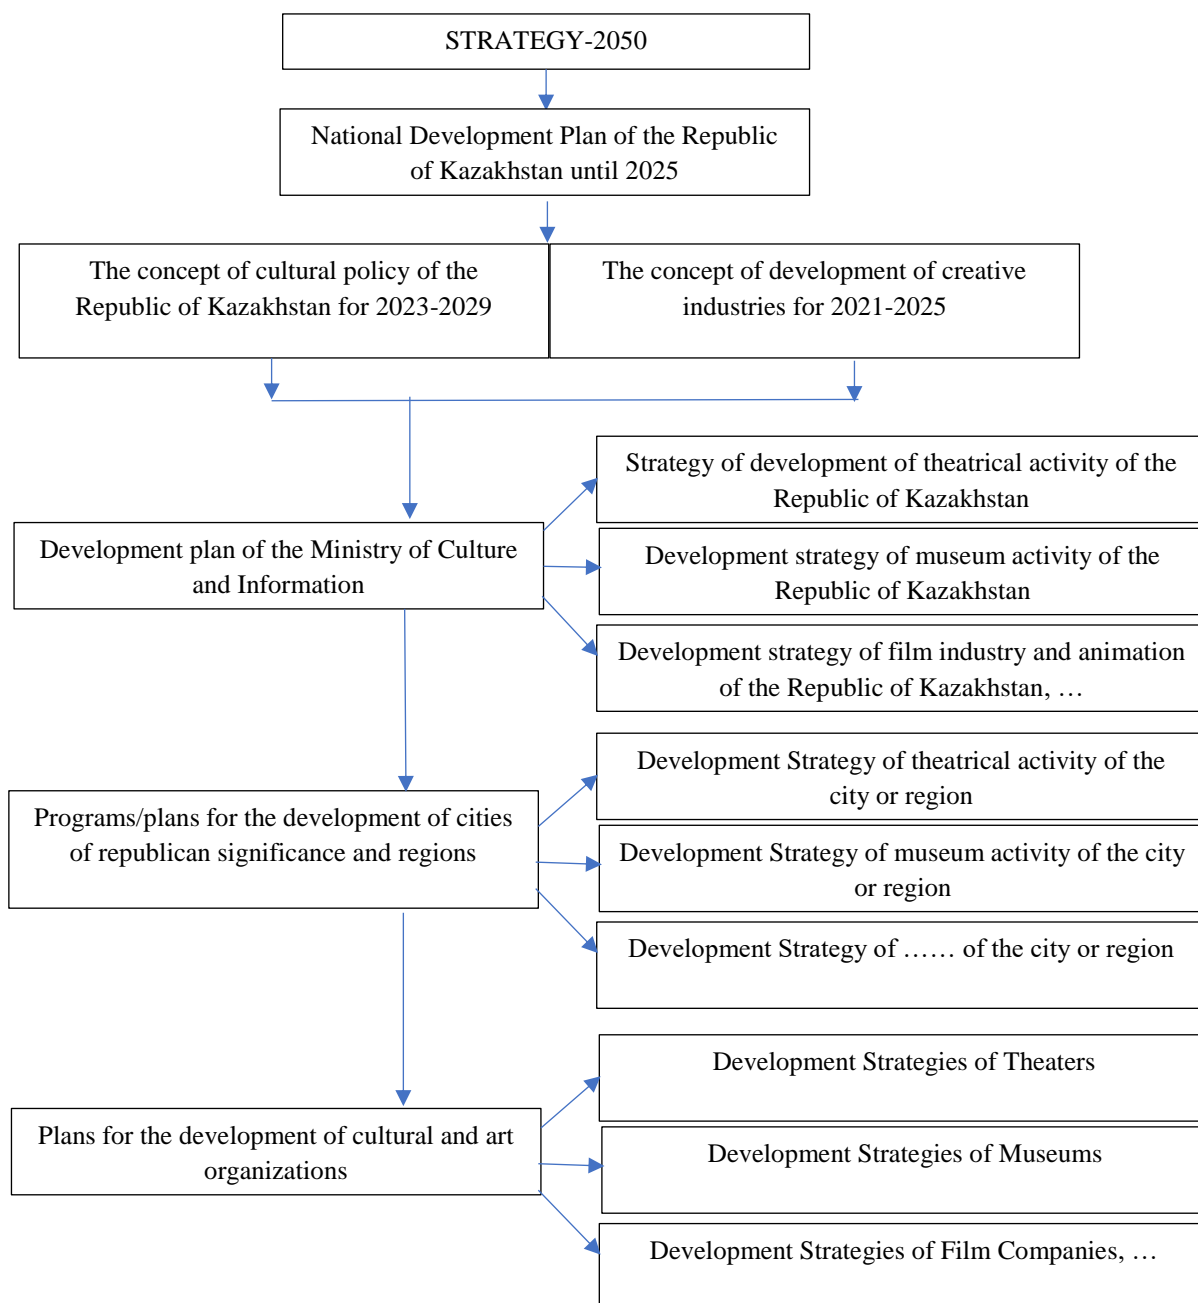 STRATEGY-2050
National Development Plan of the Republic
of Kazakhstan until 2025
The concept of cultural policy of the
Republic of Kazakhstan for 2023-2029
The concept of development of creative
industries for 2021-2025
Strategy of development of theatrical activity of the
Republic of Kazakhstan
Development plan of the Ministry of Culture
and Information
Development strategy of museum activity of the
Republic of Kazakhstan
Development strategy of film industry and animation
of the Republic of Kazakhstan, …
Development Strategy of theatrical activity of the
city or region
Programs/plans for the development of cities
of republican significance and regions
Development Strategy of museum activity of the city
or region
Development Strategy of …… of the city or region
Development Strategies of Theaters
Plans for the development of cultural and art
organizations
Development Strategies of Museums
Development Strategies of Film Companies, …